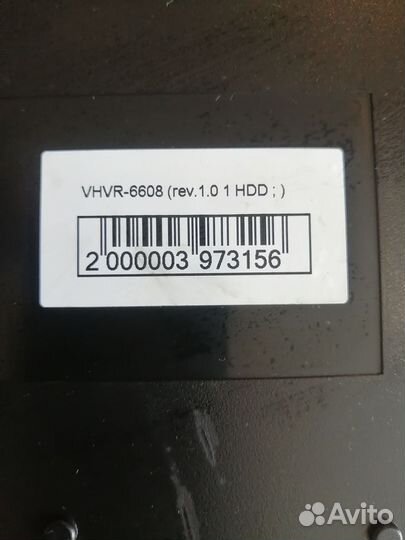 VHVR-6608 (rev.1.0 1 HDD ; )
2 000003 973156
Avito